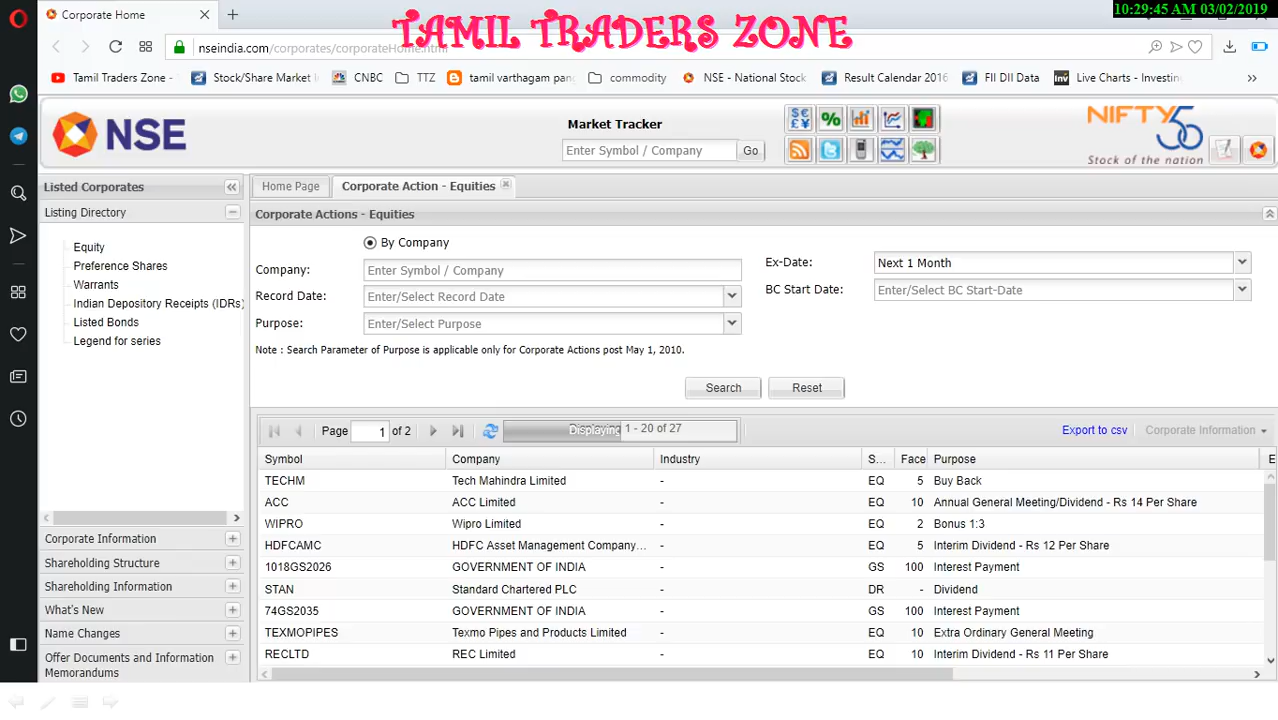 Corporate Home
TAMIL TRADERS ZONE
10:29:45 AM 03/02/2019
nseindia.com/corporates/corporateHome.html
Tamil Traders Zone -
Stock/Share Market I
CNBC
TTZ
tamil varthagam pan
commodity
NSE - National Stock
Result Calendar 2016
FII DII Data
Inv Live Charts - Investin
NSE
Market Tracker
Enter Symbol / Company
Go
NIFTY 50
Stock of the nation
Listed Corporates
Home Page
Corporate Action - Equities
Listing Directory
Corporate Actions - Equities
Equity
Preference Shares
Warrants
Indian Depository Receipts (IDRs)
Listed Bonds
Legend for series
By Company
Company: Enter Symbol / Company
Ex-Date: Next 1 Month
Record Date: Enter/Select Record Date
BC Start Date: Enter/Select BC Start-Date
Purpose: Enter/Select Purpose
Note : Search Parameter of Purpose is applicable only for Corporate Actions post May 1, 2010.
Search Reset
Page 1 of 2 Displaying 1 - 20 of 27 Export to csv Corporate Information
Symbol Company Industry S... Face Purpose E
TECHM Tech Mahindra Limited - EQ 5 Buy Back
ACC ACC Limited - EQ 10 Annual General Meeting/Dividend - Rs 14 Per Share
WIPRO Wipro Limited - EQ 2 Bonus 1:3
HDFCAMC HDFC Asset Management Company... - EQ 5 Interim Dividend - Rs 12 Per Share
1018GS2026 GOVERNMENT OF INDIA - GS 100 Interest Payment
STAN Standard Chartered PLC - DR - Dividend
74GS2035 GOVERNMENT OF INDIA - GS 100 Interest Payment
TEXMOPIPES Texmo Pipes and Products Limited - EQ 10 Extra Ordinary General Meeting
RECLTD REC Limited - EQ 10 Interim Dividend - Rs 11 Per Share
Corporate Information
Shareholding Structure
Shareholding Information
What's New
Name Changes
Offer Documents and Information
Memorandums